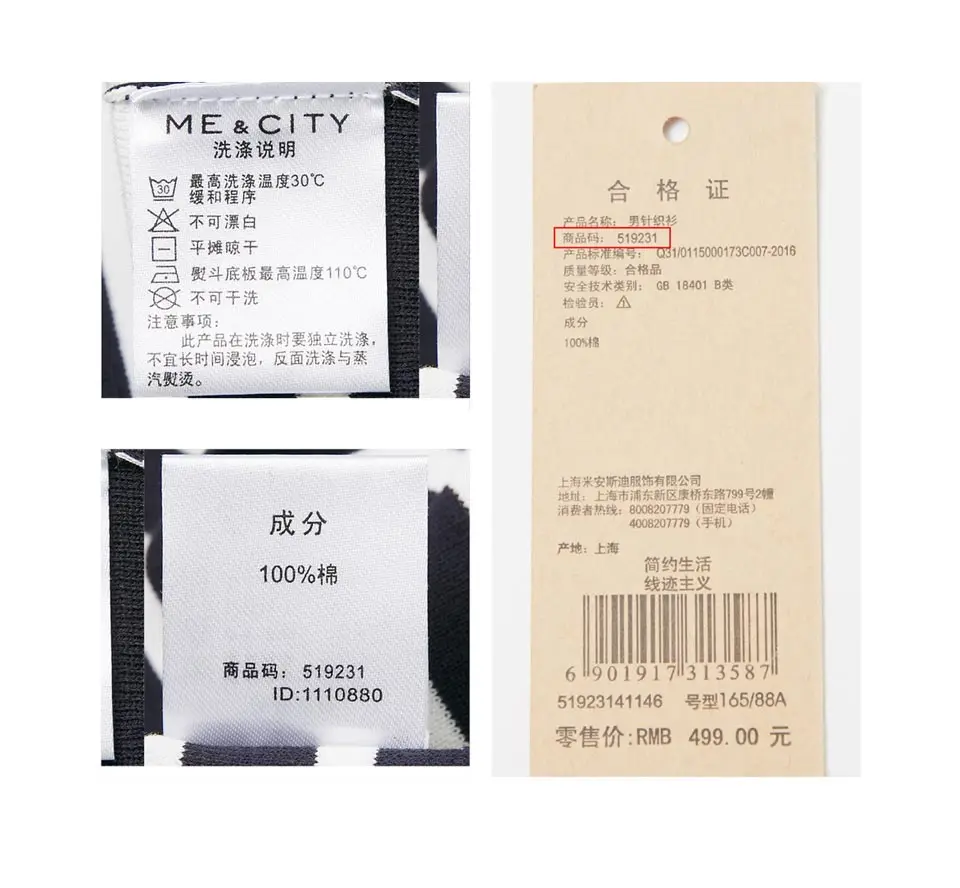 ME & CITY
洗涤说明
30
最高洗涤温度30℃
缓和程序
不可漂白
平摊晾干
熨斗底板最高温度110℃
不可干洗
注意事项:
此产品在洗涤时要独立洗涤,
不宜长时间浸泡, 反面洗涤与蒸
汽熨烫。
成分
100%棉
商品码: 519231
ID:1110880
合格证
产品名称: 男针织衫
商品码: 519231
产品标准编号: Q31/0115000173C007-2016
质量等级: 合格品
安全技术类别: GB 18401 B类
检验员:
成分
100%棉
上海米安斯迪服饰有限公司
地址: 上海市浦东新区康桥东路799号2幢
消费者热线: 8008207779 (固定电话)
4008207779 (手机)
产地: 上海
简约生活
线迹主义
6 901917 313587
51923141146 号型165/88A
零售价:RMB 499.00 元